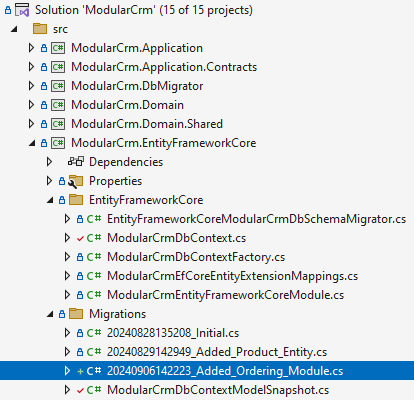 Solution 'ModularCrm' (15 of 15 projects)
src
C# ModularCrm.Application
C# ModularCrm.Application.Contracts
C# ModularCrm.DbMigrator
C# ModularCrm.Domain
C# ModularCrm.Domain.Shared
C# ModularCrm.EntityFrameworkCore
Dependencies
Properties
EntityFrameworkCore
C# EntityFrameworkCoreModularCrmDbSchemaMigrator.cs
C# ModularCrmDbContext.cs
C# ModularCrmDbContextFactory.cs
C# ModularCrmEfCoreEntityExtensionMappings.cs
C# ModularCrmEntityFrameworkCoreModule.cs
Migrations
C# 20240828135208_Initial.cs
C# 20240829142949_Added_Product_Entity.cs
C# 20240906142223_Added_Ordering_Module.cs
C# ModularCrmDbContextModelSnapshot.cs